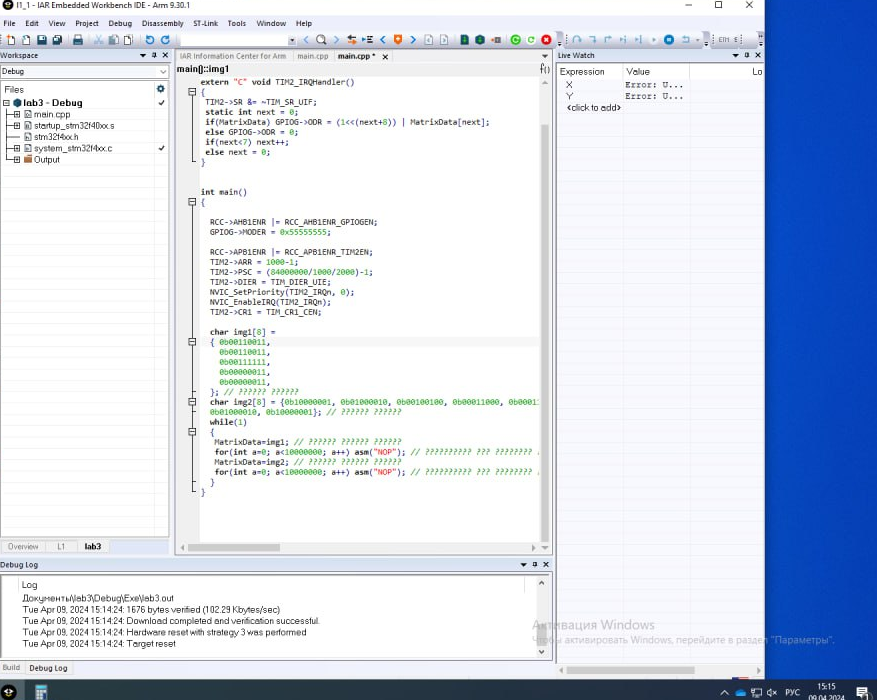 I1_1 - IAR Embedded Workbench IDE - Arm 9.30.1
File Edit View Project Debug Disassembly ST-Link Tools Window Help
Workspace
Debug
Files
lab3 - Debug
main.cpp
startup_stm32f40xx.s
stm32f4xx.h
system_stm32f4xx.c
Output
Overview L1 lab3
IAR Information Center for Arm main.cpp main.cpp *
main()::img1
extern "C" void TIM2_IRQHandler()
{
TIM2->SR &= ~TIM_SR_UIF;
static int next = 0;
if(MatrixData) GPIOG->ODR = (1<<(next+8)) | MatrixData[next];
else GPIOG->ODR = 0;
if(next<7) next++;
else next = 0;
}
int main()
{
RCC->AHB1ENR |= RCC_AHB1ENR_GPIOGEN;
GPIOG->MODER = 0x55555555;
RCC->APB1ENR |= RCC_APB1ENR_TIM2EN;
TIM2->ARR = 1000-1;
TIM2->PSC = (84000000/1000/2000)-1;
TIM2->DIER = TIM_DIER_UIE;
NVIC_SetPriority(TIM2_IRQn, 0);
NVIC_EnableIRQ(TIM2_IRQn);
TIM2->CR1 = TIM_CR1_CEN;
char img1[8] =
{ 0b00110011,
0b00110011,
0b00111111,
0b00000011,
0b00000011,
}; // ?????? ??????
char img2[8] = {0b10000001, 0b01000010, 0b00100100, 0b00011000, 0b0001
0b01000010, 0b10000001}; // ?????? ??????
while(1)
{
MatrixData=img1; // ?????? ?????? ??????
for(int a=0; a<10000000; a++) asm("NOP"); // ?????????? ??? ????????
MatrixData=img2; // ?????? ?????? ??????
for(int a=0; a<10000000; a++) asm("NOP"); // ?????????? ??? ????????
}
}
Live Watch
Expression Value Lo
X Error: U...
Y Error: U...
<click to add>
Debug Log
Log
Документы\lab3\Debug\Exe\lab3.out
Tue Apr 09, 2024 15:14:24: 1676 bytes verified (102.29 Kbytes/sec)
Tue Apr 09, 2024 15:14:24: Download completed and verification successful.
Tue Apr 09, 2024 15:14:24: Hardware reset with strategy 3 was performed
Tue Apr 09, 2024 15:14:24: Target reset
Build Debug Log
Активация Windows
Чтобы активировать Windows, перейдите в раздел "Параметры".
РУС
15:15
09.04.2024